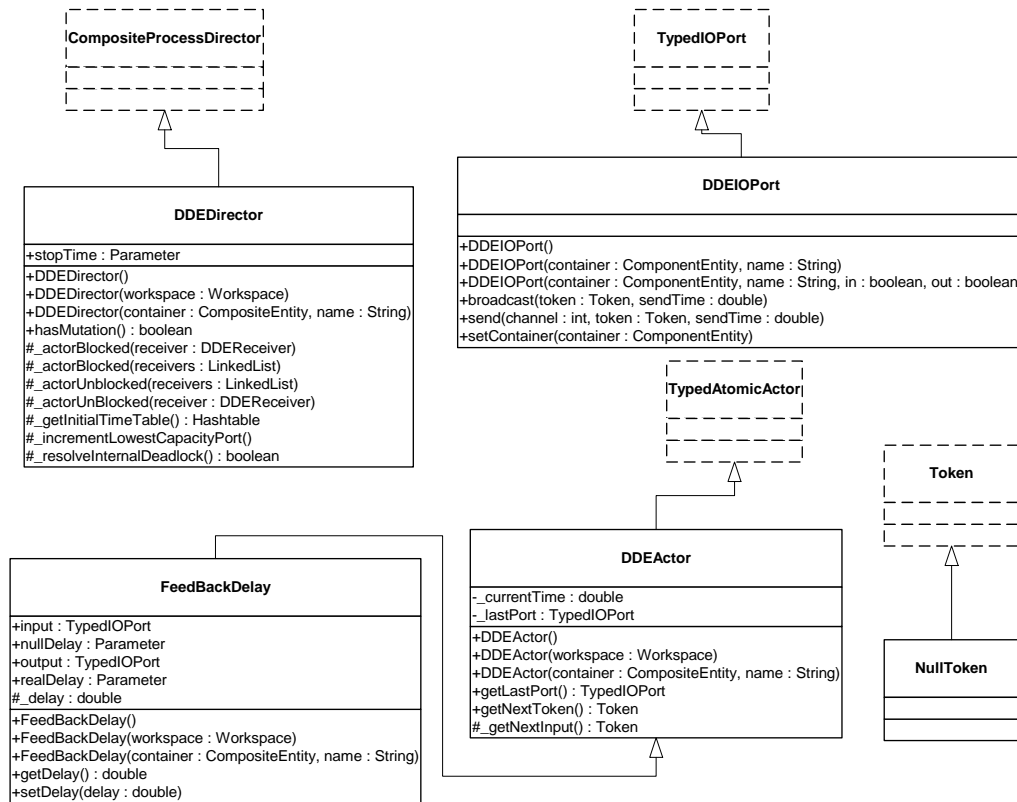 CompositeProcessDirector
TypedIOPort
DDEDirector
+stopTime : Parameter
+DDEDirector()
+DDEDirector(workspace : Workspace)
+DDEDirector(container : CompositeEntity, name : String)
+hasMutation() : boolean
#_actorBlocked(receiver : DDEReceiver)
#_actorBlocked(receivers : LinkedList)
#_actorUnblocked(receivers : LinkedList)
#_actorUnBlocked(receiver : DDEReceiver)
#_getInitialTimeTable() : Hashtable
#_incrementLowestCapacityPort()
#_resolveInternalDeadlock() : boolean
DDEIOPort
+DDEIOPort()
+DDEIOPort(container : ComponentEntity, name : String)
+DDEIOPort(container : ComponentEntity, name : String, in : boolean, out : boolean
+broadcast(token : Token, sendTime : double)
+send(channel : int, token : Token, sendTime : double)
+setContainer(container : ComponentEntity)
TypedAtomicActor
Token
FeedBackDelay
+input : TypedIOPort
+nullDelay : Parameter
+output : TypedIOPort
+realDelay : Parameter
#_delay : double
+FeedBackDelay()
+FeedBackDelay(workspace : Workspace)
+FeedBackDelay(container : CompositeEntity, name : String)
+getDelay() : double
+setDelay(delay : double)
DDEActor
-_currentTime : double
-_lastPort : TypedIOPort
+DDEActor()
+DDEActor(workspace : Workspace)
+DDEActor(container : CompositeEntity, name : String)
+getLastPort() : TypedIOPort
+getNextToken() : Token
#_getNextInput() : Token
NullToken